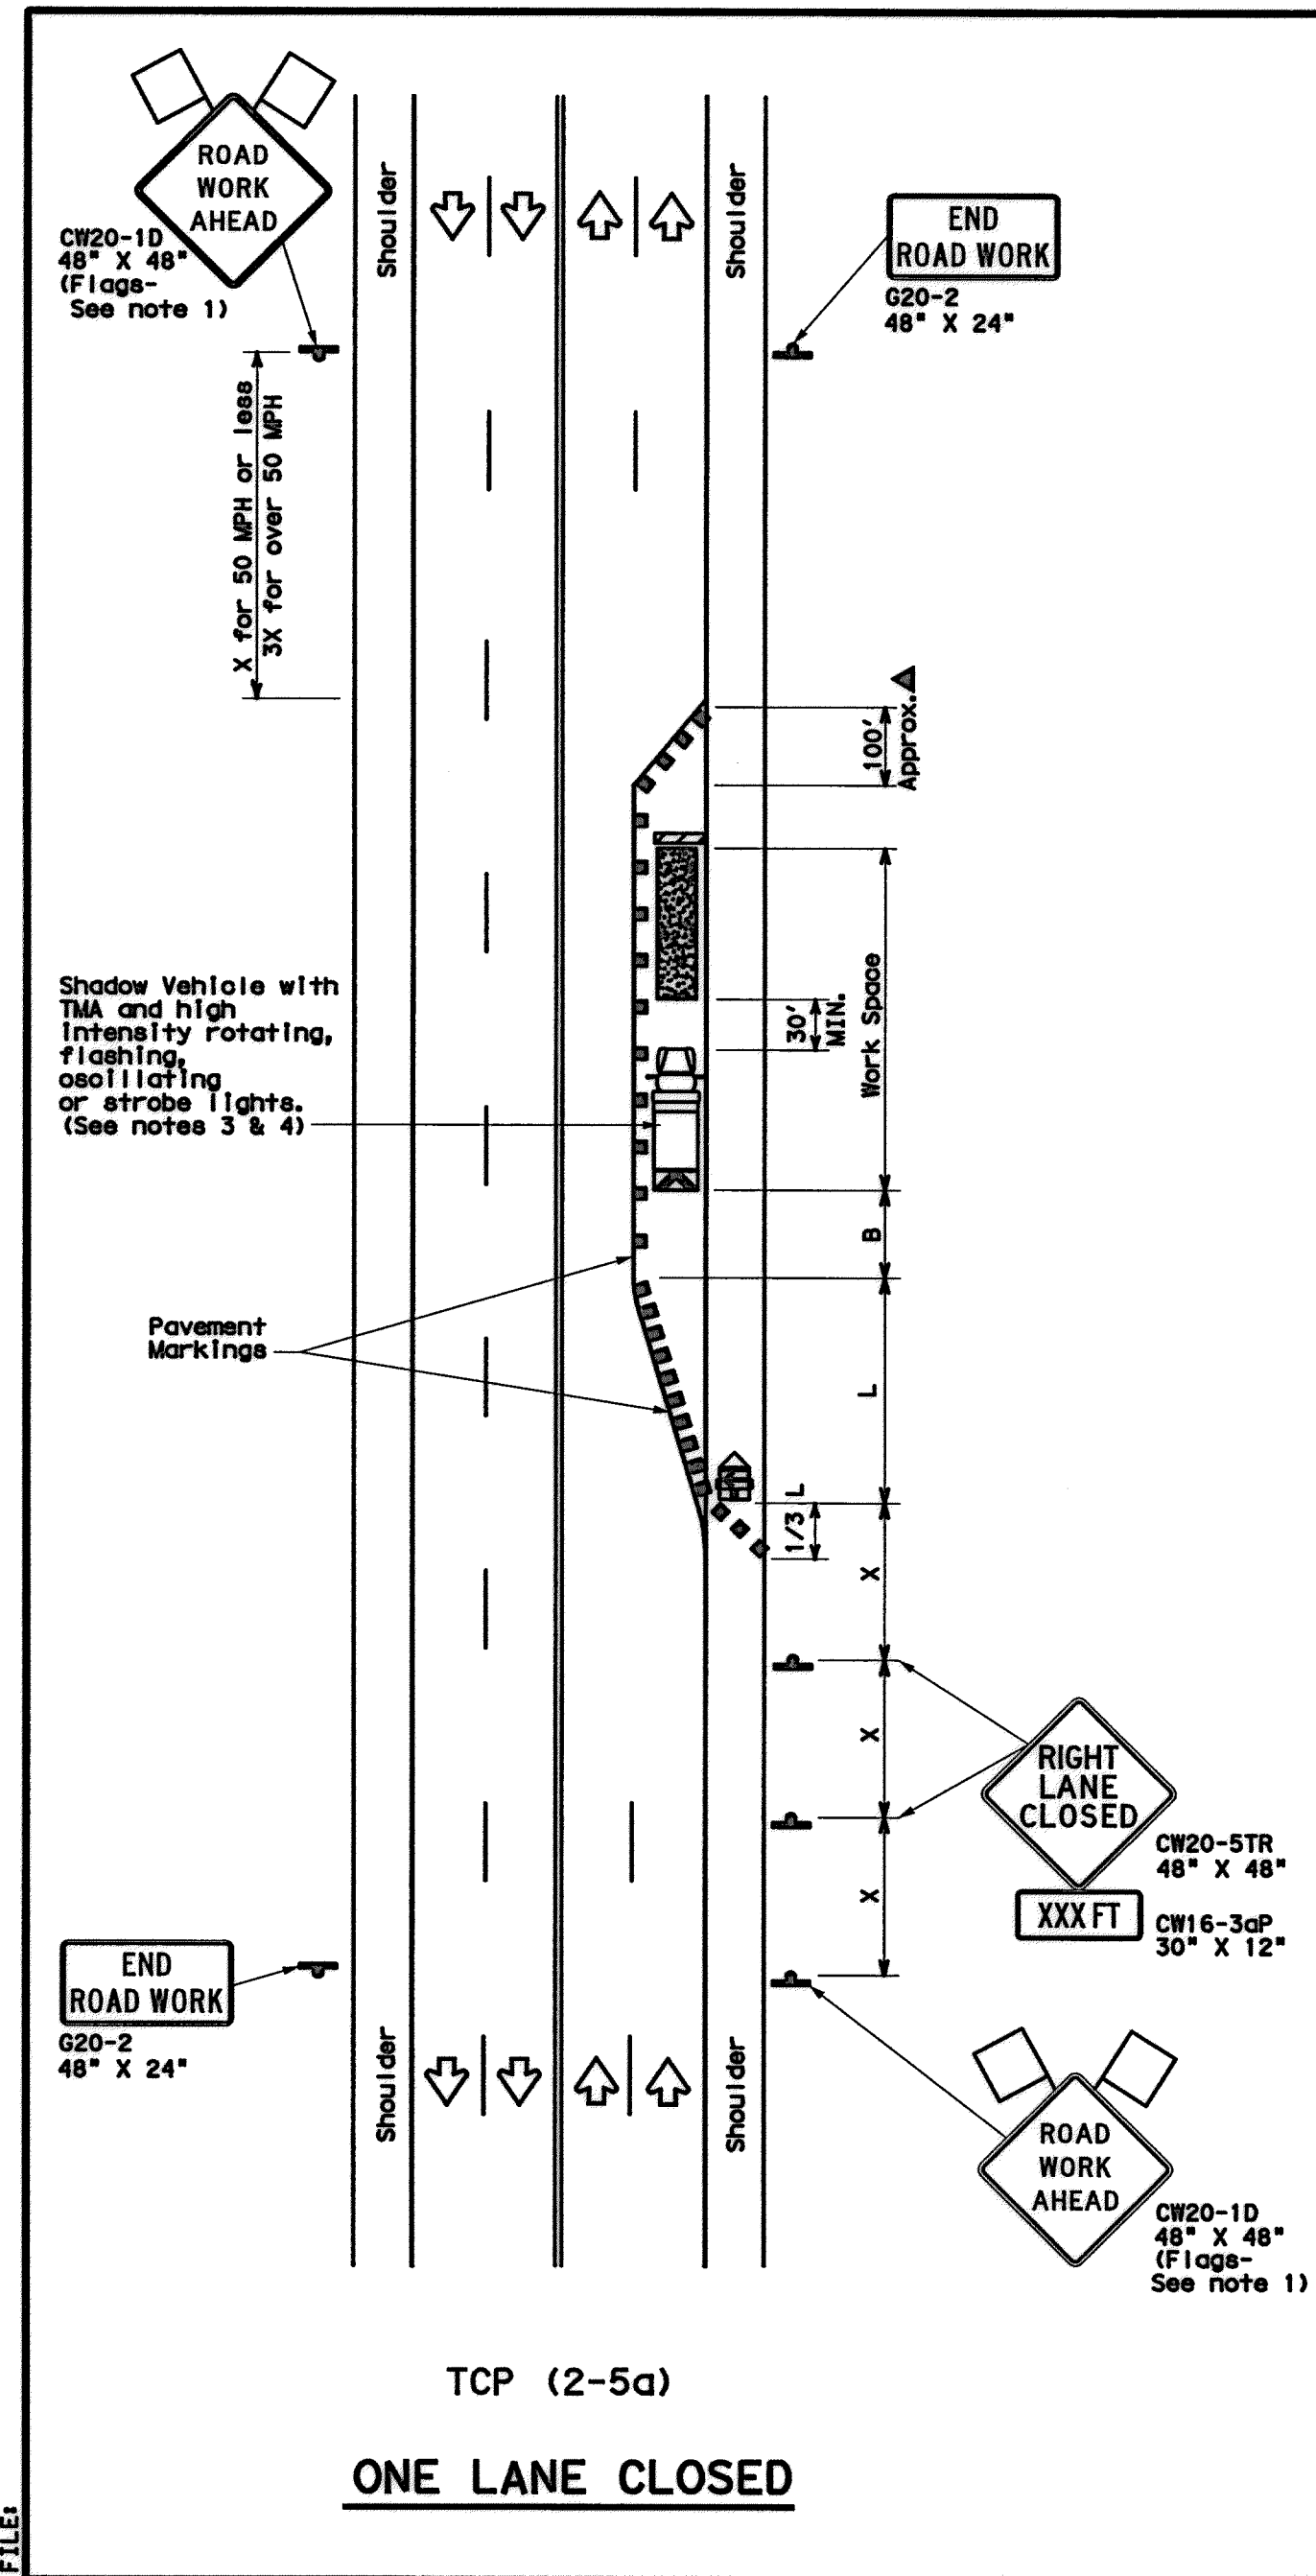 ROAD
WORK
AHEAD
CW20-1D
48" X 48"
(Flags-
See note 1)
Shoulder
Shoulder
END
ROAD WORK
G20-2
48" X 24"
X for 50 MPH or less
3X for over 50 MPH
100'
Approx.
Shadow Vehicle with
TMA and high
intensity rotating,
flashing,
oscillating
or strobe lights.
(See notes 3 & 4)
30'
MIN.
Work Space
B
Pavement
Markings
L
1/3 L
X
X
RIGHT
LANE
CLOSED
CW20-5TR
48" X 48"
XXX FT
CW16-3aP
30" X 12"
X
END
ROAD WORK
G20-2
48" X 24"
Shoulder
Shoulder
ROAD
WORK
AHEAD
CW20-1D
48" X 48"
(Flags-
See note 1)
TCP (2-5a)
ONE LANE CLOSED
FILE: